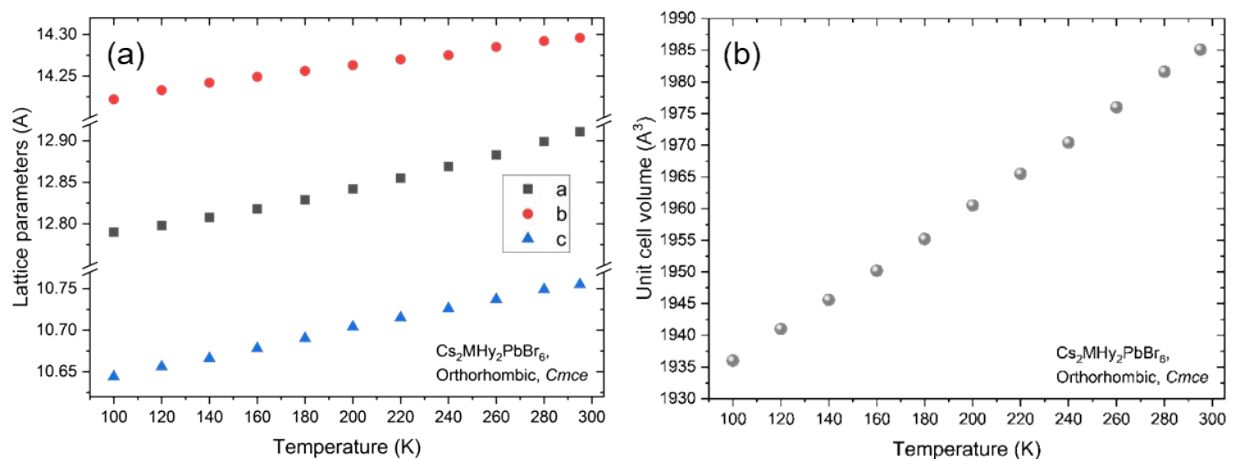 (a)
Lattice parameters (A)
14.30
14.25
12.90
12.85
12.80
10.75
10.70
10.65
a
b
c
Cs₂MHy₂PbBr₆,
Orthorhombic, Cmce
100 120 140 160 180 200 220 240 260 280 300
Temperature (K)
(b)
Unit cell volume (A³)
1990
1985
1980
1975
1970
1965
1960
1955
1950
1945
1940
1935
1930
Cs₂MHy₂PbBr₆,
Orthorhombic, Cmce
100 120 140 160 180 200 220 240 260 280 300
Temperature (K)